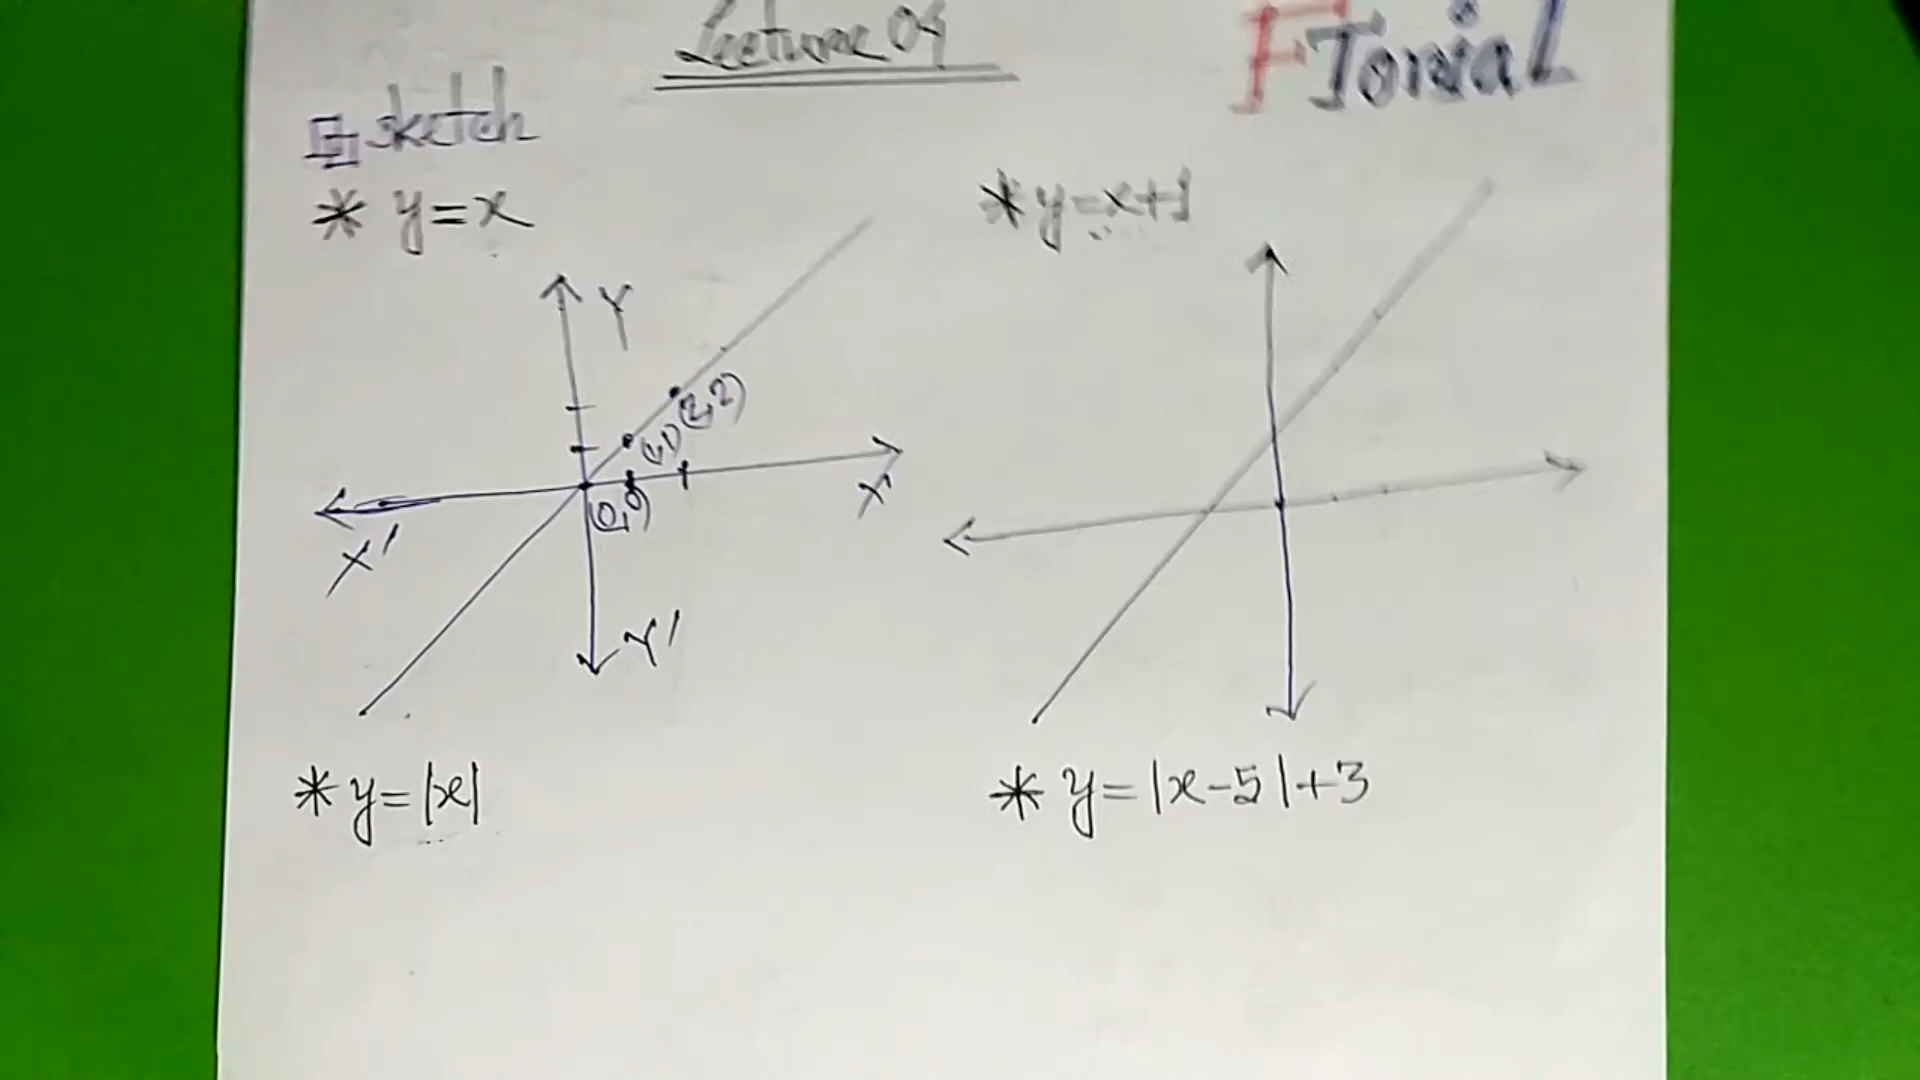 Lecture 04
FTorial
sketch
* y=x
* y=x+1
Y
(2,2)
(1,1)
X
(0,0)
X'
Y'
* y=|x|
* y=|x-5|+3